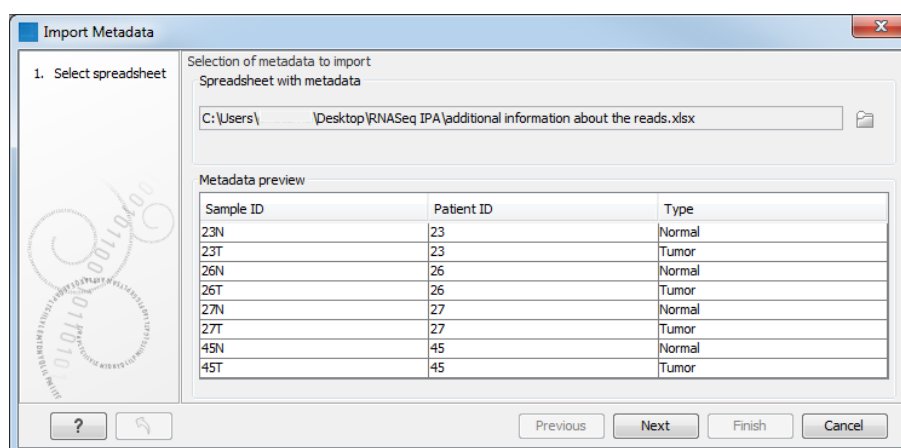 Import Metadata
1. Select spreadsheet
Selection of metadata to import
Spreadsheet with metadata
C:\Users\ \Desktop\RNASeq IPA\additional information about the reads.xlsx
Metadata preview
Sample ID Patient ID Type
23N 23 Normal
23T 23 Tumor
26N 26 Normal
26T 26 Tumor
27N 27 Normal
27T 27 Tumor
45N 45 Normal
45T 45 Tumor
? Previous Next Finish Cancel